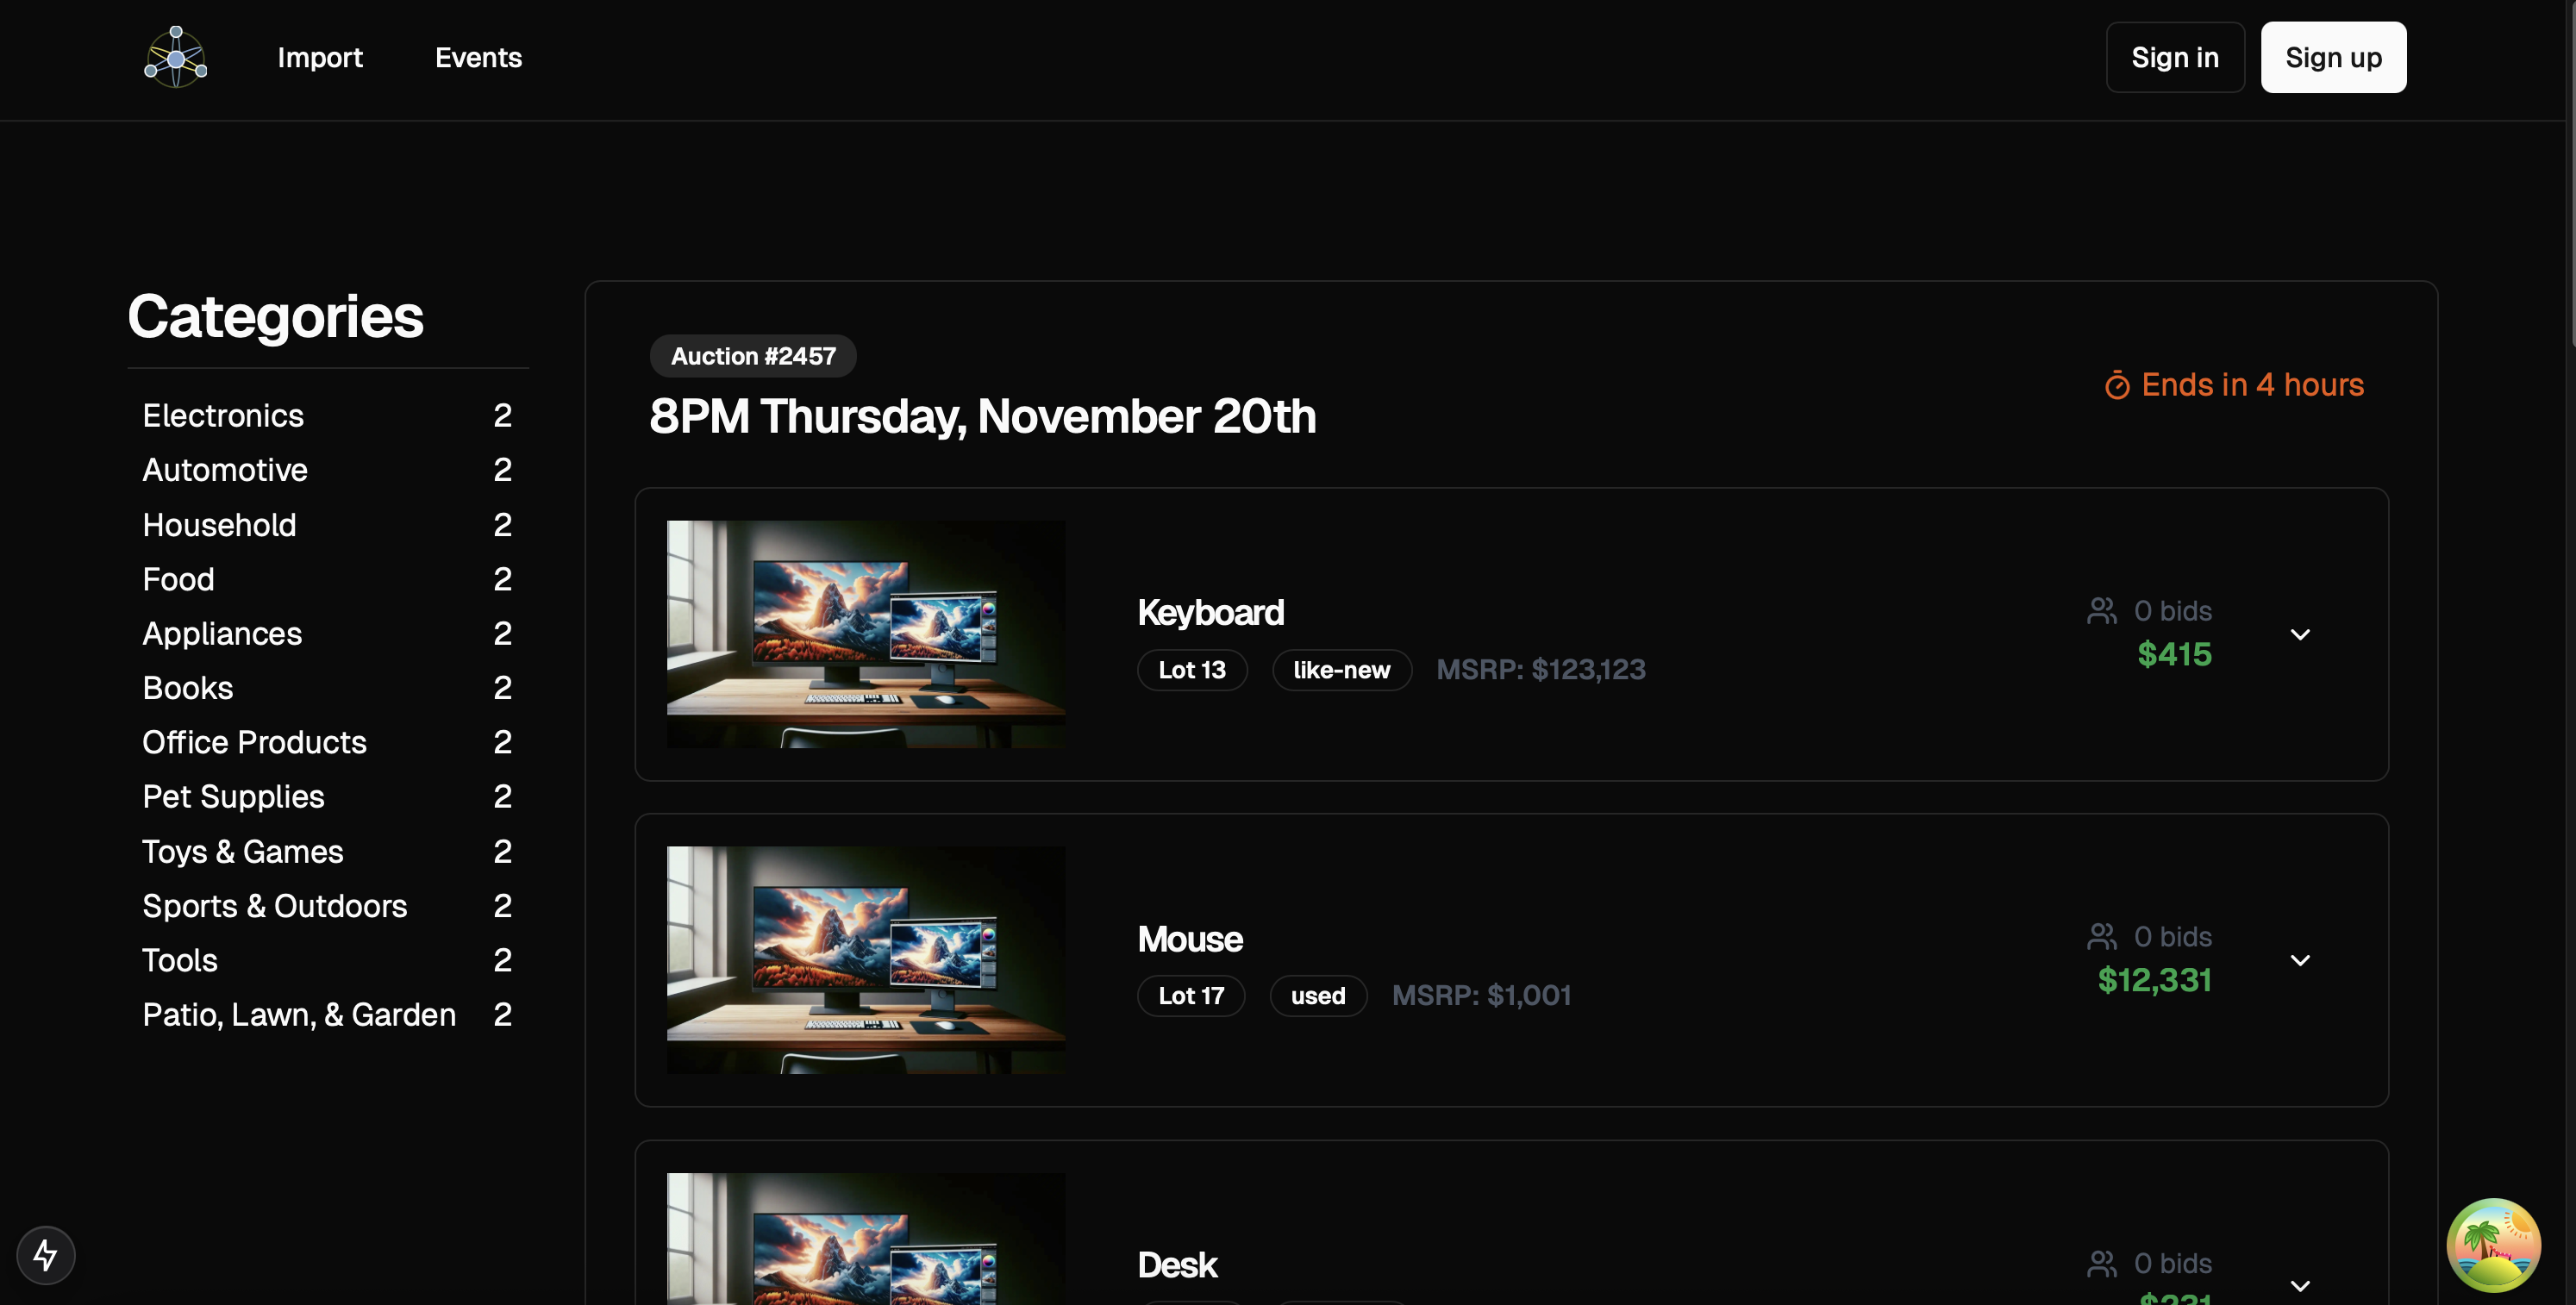 Import
Events
Sign in
Sign up
Categories
Electronics 2
Automotive 2
Household 2
Food 2
Appliances 2
Books 2
Office Products 2
Pet Supplies 2
Toys & Games 2
Sports & Outdoors 2
Tools 2
Patio, Lawn, & Garden 2
Auction #2457
8PM Thursday, November 20th
Ends in 4 hours
Keyboard
Lot 13 like-new MSRP: $123,123
0 bids
$415
Mouse
Lot 17 used MSRP: $1,001
0 bids
$12,331
Desk
0 bids